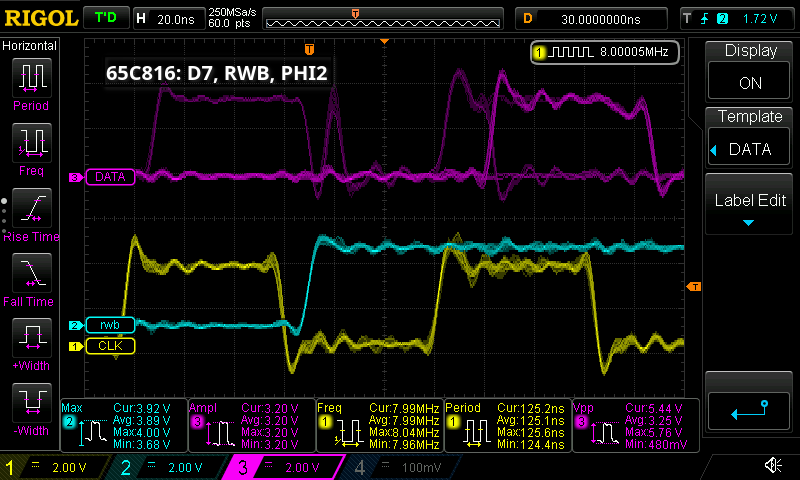 RIGOL T'D H 20.0ns 250MSa/s 60.0 pts T D 30.0000000ns T 1 2 1.72 V
Horizontal
Period
Freq
Rise Time
Fall Time
+Width
-Width
T
1 8.00005MHz
65C816: D7, RWB, PHI2
3 DATA
2 rwb
1 CLK
T
Display
ON
Template
DATA
Label Edit
Max
2
Cur:3.92 V
Avg:3.89 V
Max:4.00 V
Min:3.68 V
Ampl
3
Cur:3.20 V
Avg:3.20 V
Max:3.20 V
Min:3.20 V
Freq
1
Cur:7.99MHz
Avg:7.99MHz
Max:8.04MHz
Min:7.96MHz
Period
1
Cur:125.2ns
Avg:125.1ns
Max:125.6ns
Min:124.4ns
Vpp
3
Cur:5.44 V
Avg:3.25 V
Max:5.76 V
Min:480mV
1 = 2.00 V 2 = 2.00 V 3 = 2.00 V 4 = 100mV